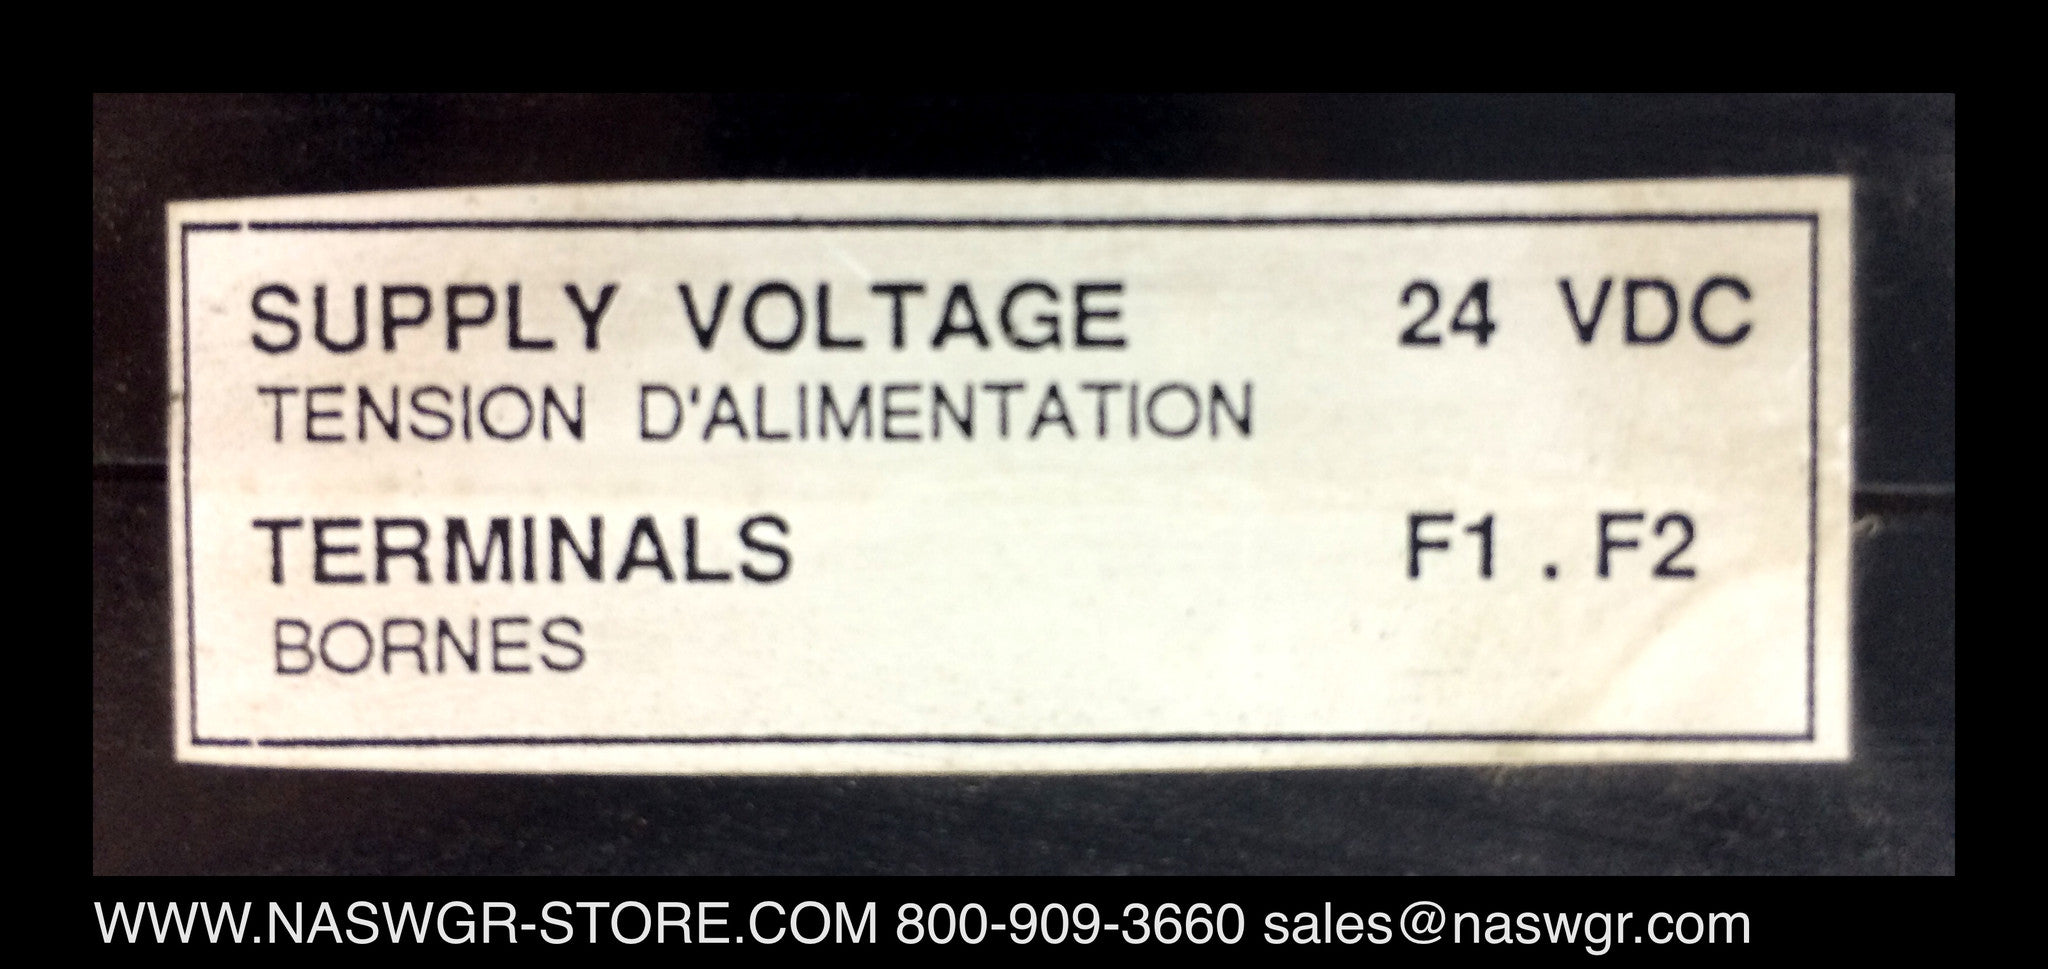 SUPPLY VOLTAGE 24 VDC
TENSION D'ALIMENTATION
TERMINALS F1 . F2
BORNES
WWW.NASWGR-STORE.COM 800-909-3660 sales@naswgr.com